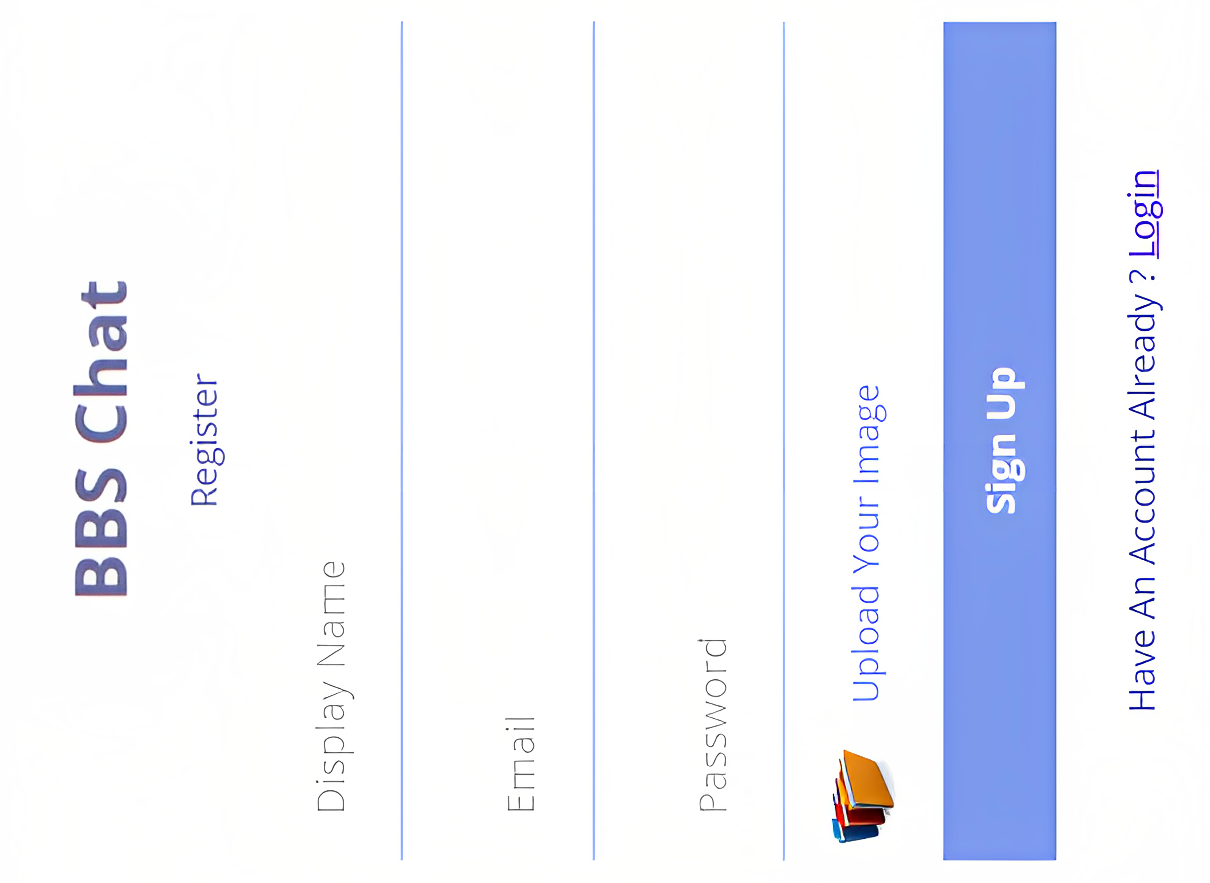 BBS Chat
Register
Display Name
Email
Password
Upload Your Image
Sign Up
Have An Account Already ? Login